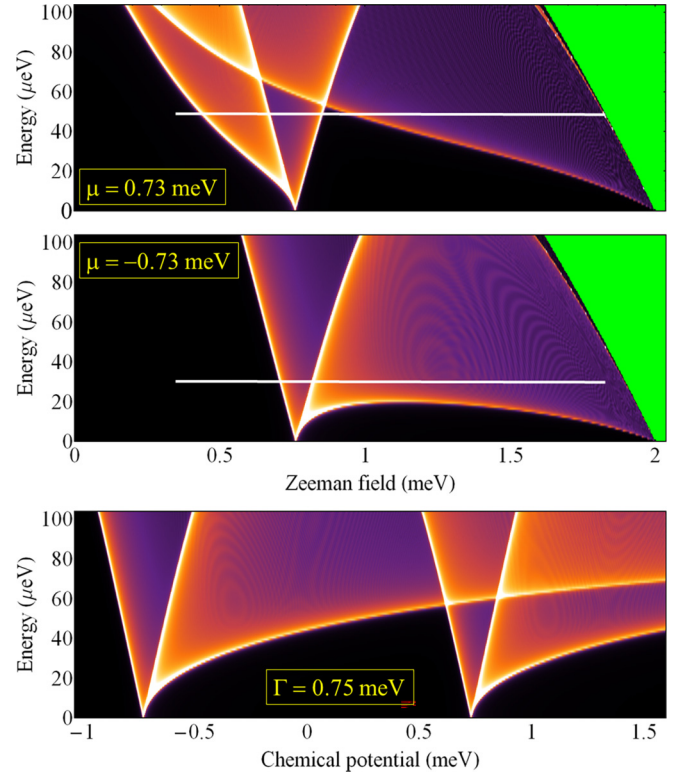 Energy (μeV)
100
80
60
40
20
0
μ = 0.73 meV
Energy (μeV)
100
80
60
40
20
0
μ = −0.73 meV
0 0.5 1 1.5 2
Zeeman field (meV)
Energy (μeV)
100
80
60
40
20
0
Γ = 0.75 meV
−1 −0.5 0 0.5 1
Chemical potential (meV)